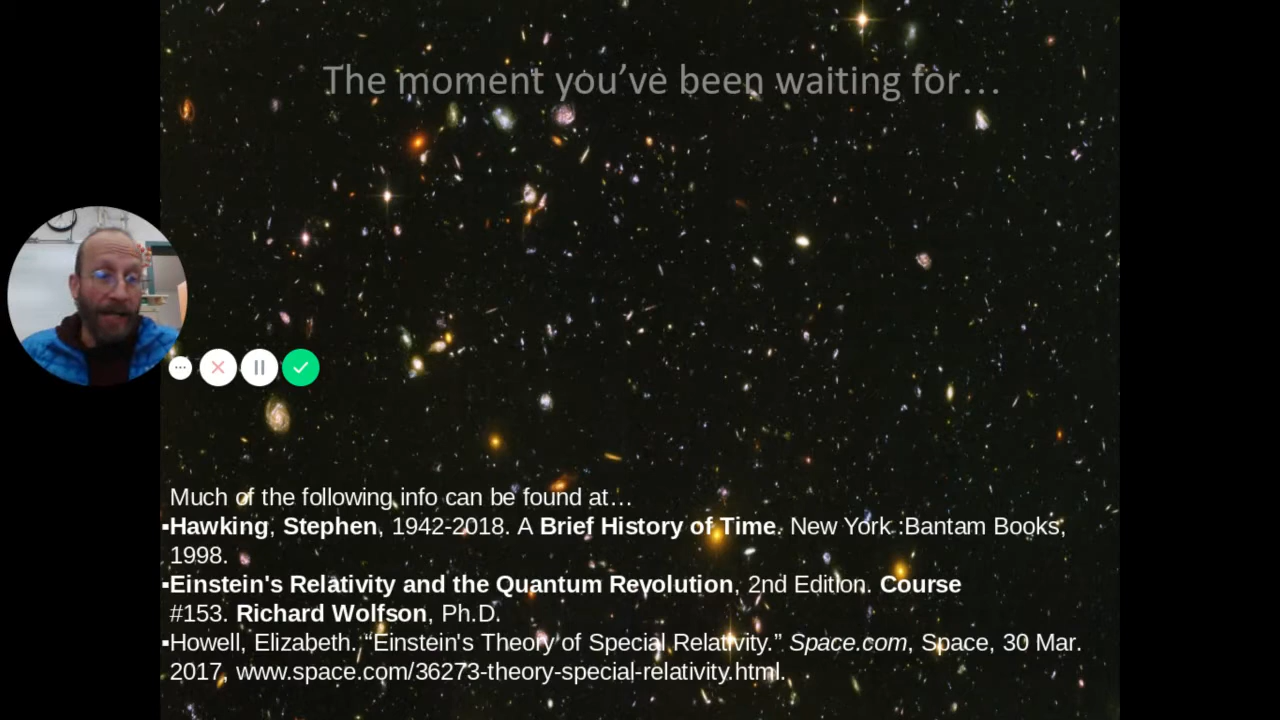 The moment you’ve been waiting for…
Much of the following info can be found at…
▪Hawking, Stephen, 1942-2018. A Brief History of Time. New York :Bantam Books,
1998.
▪Einstein's Relativity and the Quantum Revolution, 2nd Edition. Course
#153. Richard Wolfson, Ph.D.
▪Howell, Elizabeth. “Einstein's Theory of Special Relativity.” Space.com, Space, 30 Mar.
2017, www.space.com/36273-theory-special-relativity.html.